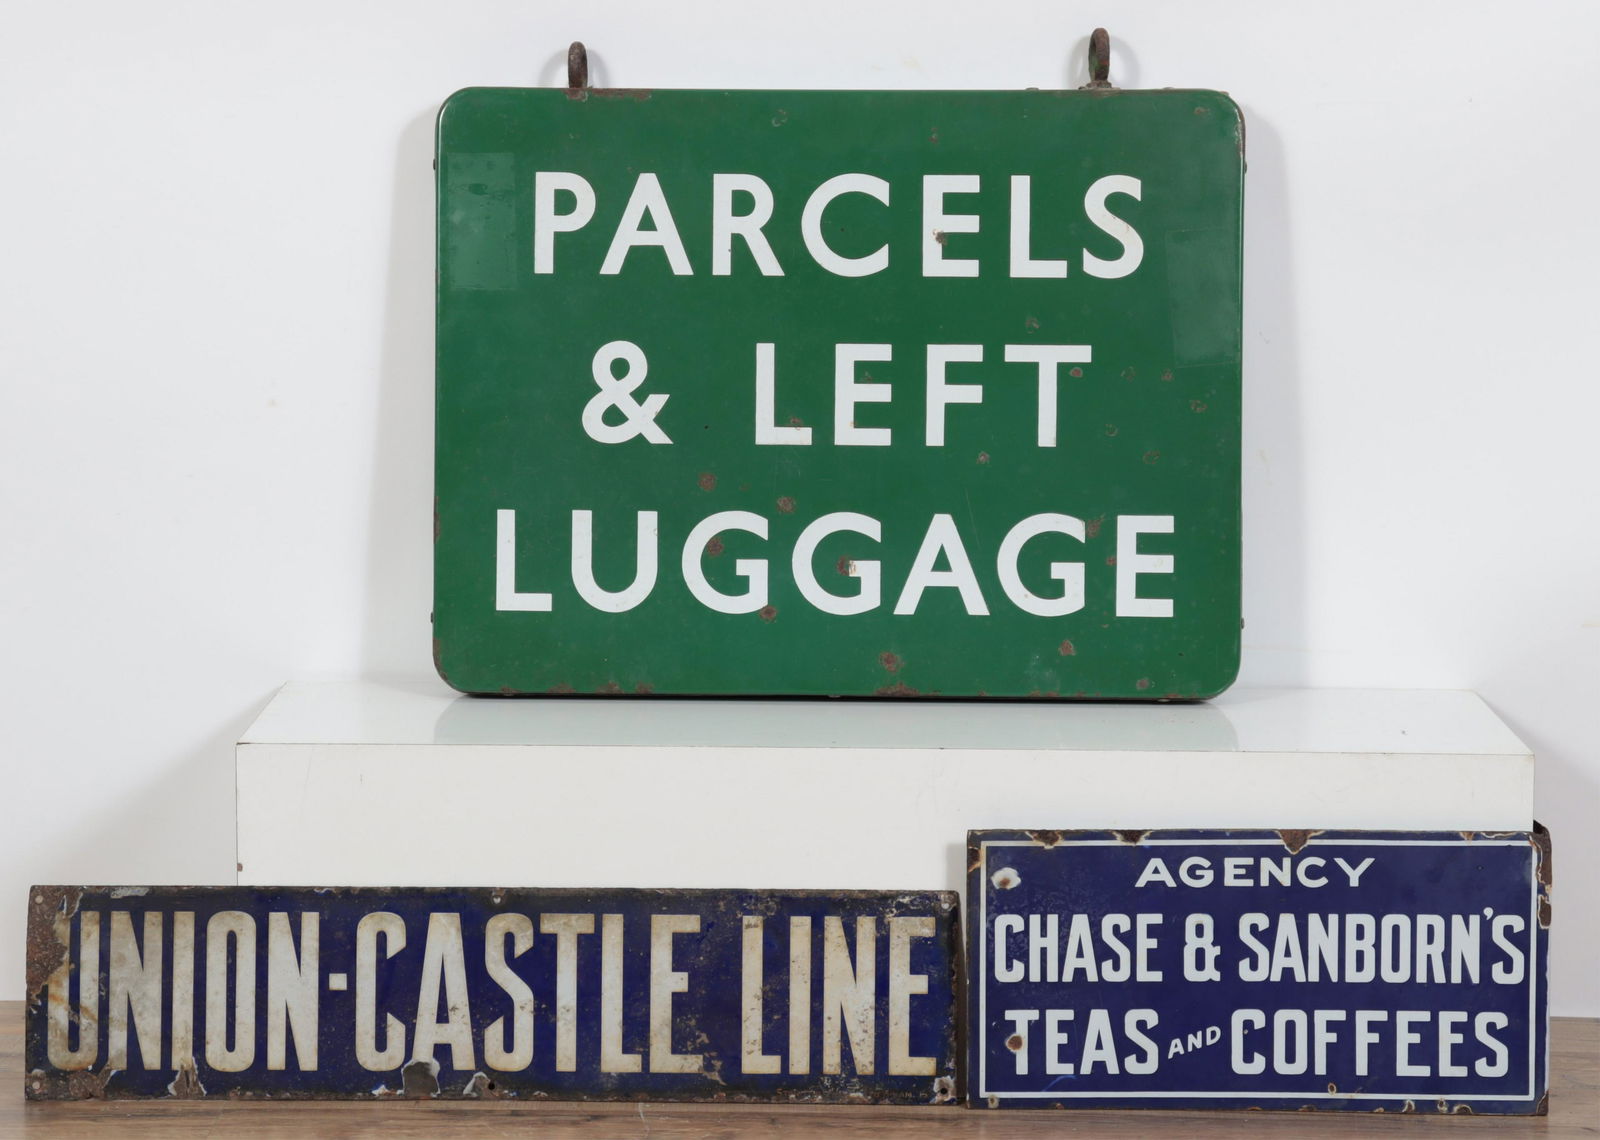 PARCELS
& LEFT
LUGGAGE
UNION-CASTLE LINE
AGENCY
CHASE & SANBORN'S
TEAS AND COFFEES